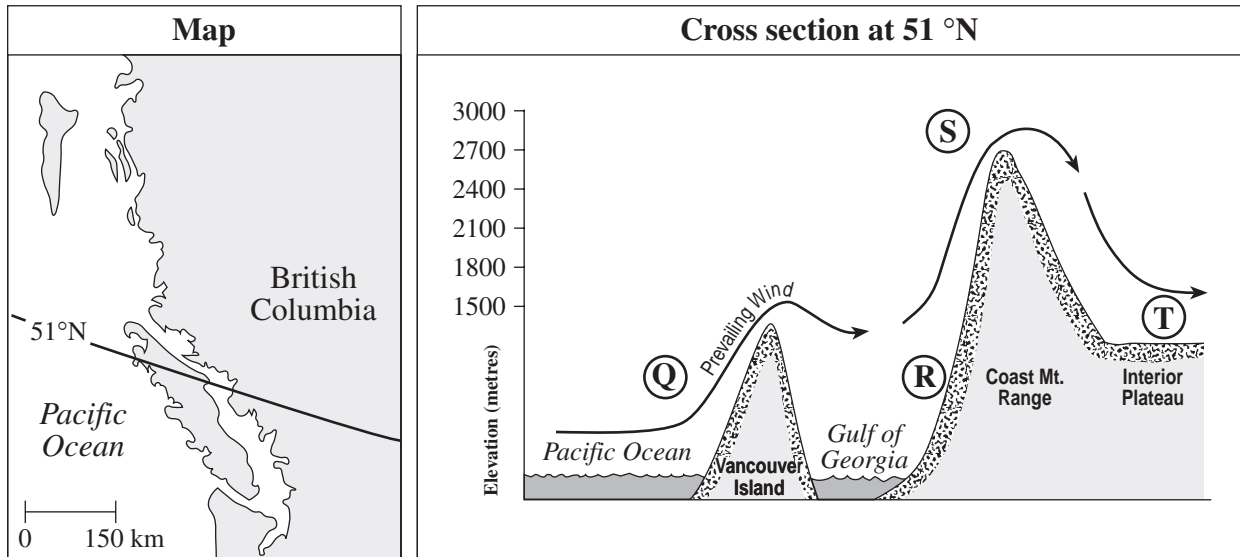 Map
British
Columbia
51°N
Pacific
Ocean
0 150 km
Cross section at 51 °N
3000
2700
2400
2100
1800
1500
Elevation (metres)
Q
Prevailing Wind
S
R
T
Pacific Ocean
Vancouver
Island
Gulf of
Georgia
Coast Mt.
Range
Interior
Plateau